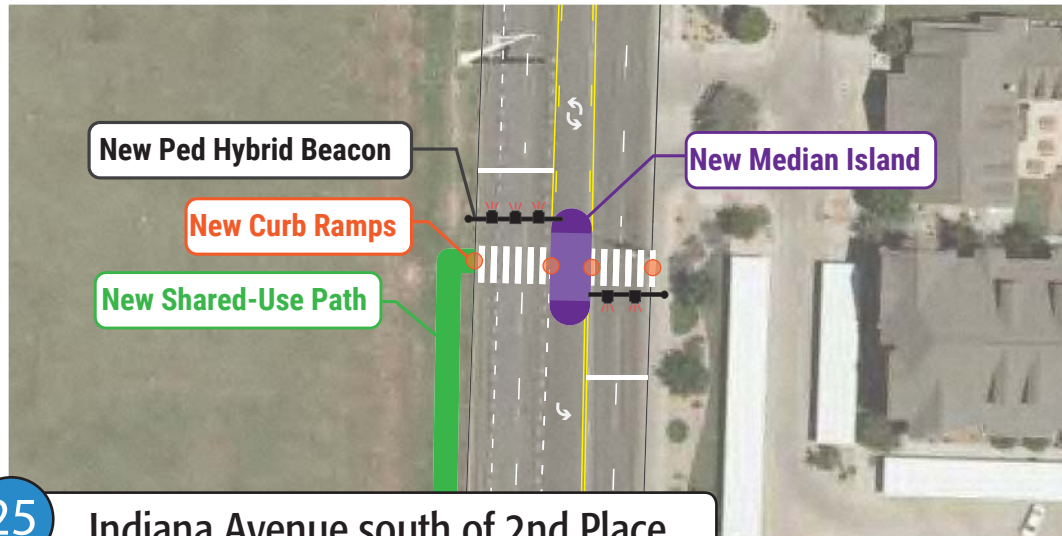 New Ped Hybrid Beacon
New Median Island
New Curb Ramps
New Shared-Use Path
25
Indiana Avenue south of 2nd Place